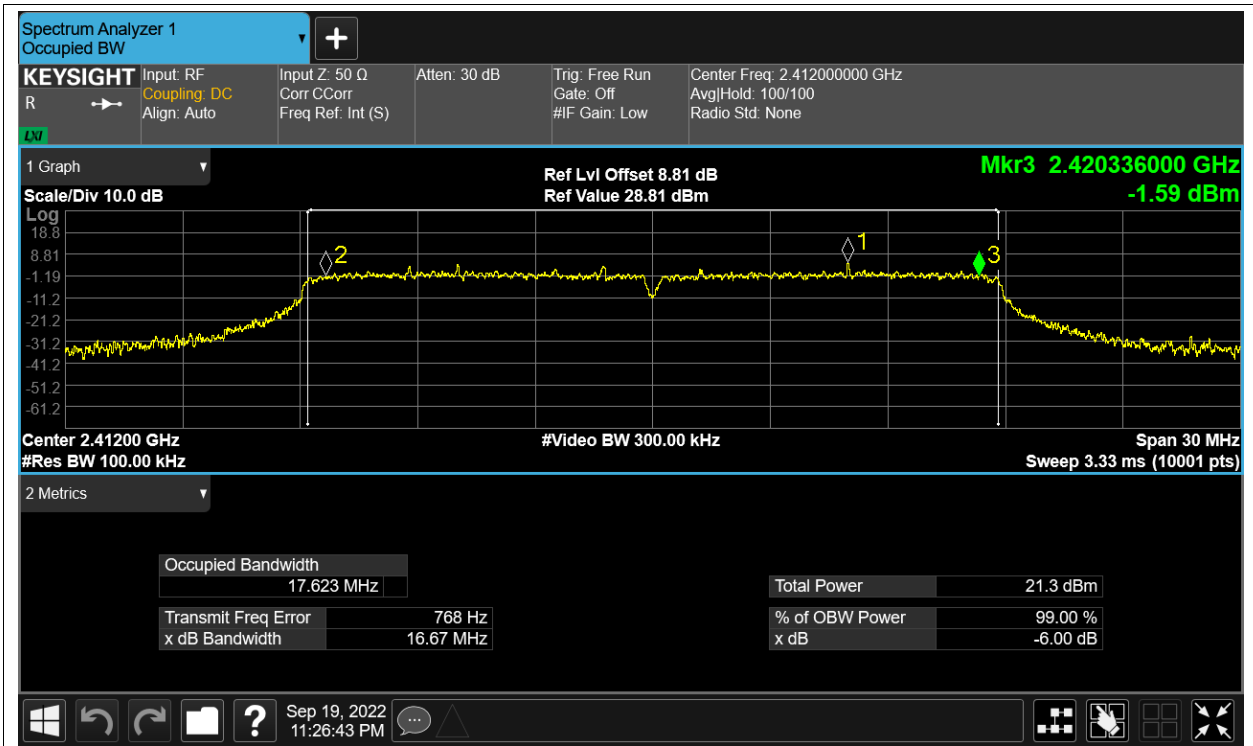 Spectrum Analyzer 1
Occupied BW
KEYSIGHT
R
LXI
Input: RF
Coupling: DC
Align: Auto
Input Z: 50 Ω
Corr CCorr
Freq Ref: Int (S)
Atten: 30 dB
Trig: Free Run
Gate: Off
#IF Gain: Low
Center Freq: 2.412000000 GHz
Avg|Hold: 100/100
Radio Std: None
1 Graph
Scale/Div 10.0 dB
Ref Lvl Offset 8.81 dB
Ref Value 28.81 dBm
Mkr3 2.420336000 GHz
-1.59 dBm
Log
18.8
8.81
-1.19
-11.2
-21.2
-31.2
-41.2
-51.2
-61.2
2
1
3
Center 2.41200 GHz
#Res BW 100.00 kHz
#Video BW 300.00 kHz
Span 30 MHz
Sweep 3.33 ms (10001 pts)
2 Metrics
Occupied Bandwidth
17.623 MHz
Transmit Freq Error 768 Hz
x dB Bandwidth 16.67 MHz
Total Power 21.3 dBm
% of OBW Power 99.00 %
x dB -6.00 dB
?
Sep 19, 2022
11:26:43 PM